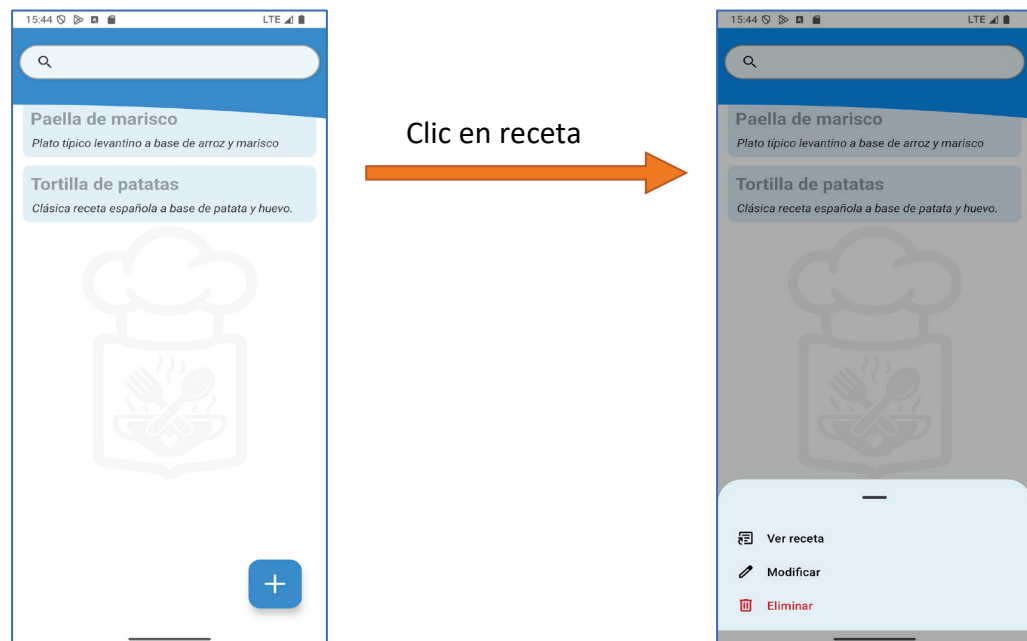 15:44 LTE
Paella de marisco
Plato típico levantino a base de arroz y marisco
Tortilla de patatas
Clásica receta española a base de patata y huevo.
Clic en receta
15:44 LTE
Paella de marisco
Plato típico levantino a base de arroz y marisco
Tortilla de patatas
Clásica receta española a base de patata y huevo.
Ver receta
Modificar
Eliminar